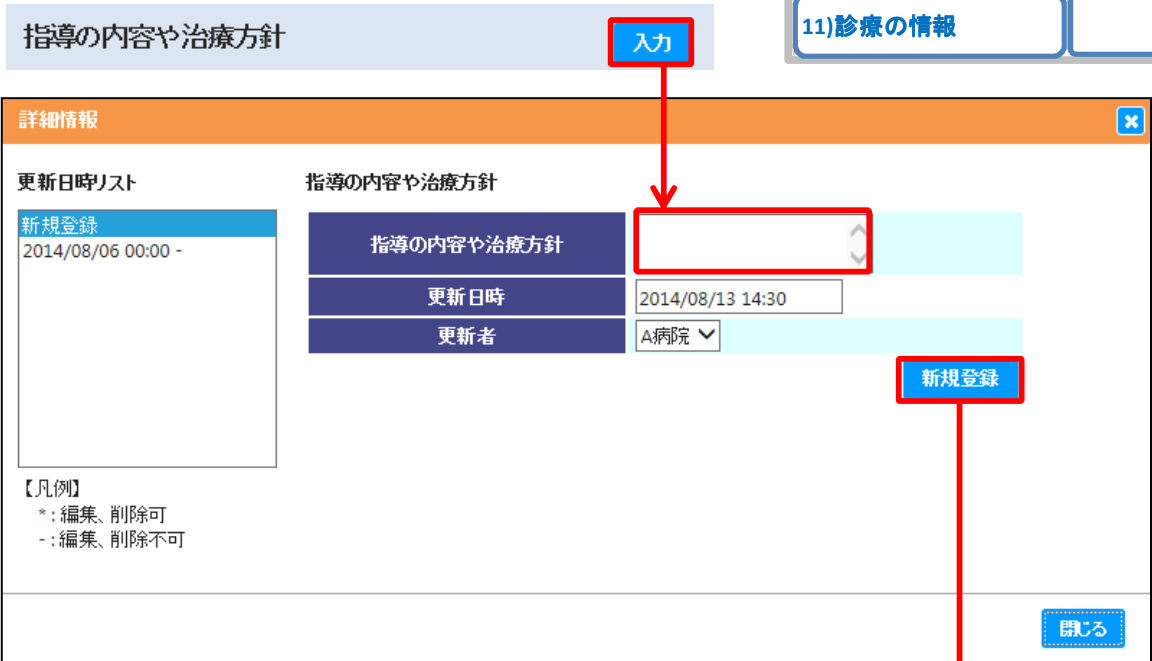 指導の内容や治療方針
入力
11)診療の情報
詳細情報
更新日時リスト
指導の内容や治療方針
新規登録
2014/08/06 00:00 -
指導の内容や治療方針
更新日時
2014/08/13 14:30
更新者
A病院
新規登録
【凡例】
*:編集、削除可
-:編集、削除不可
閉じる